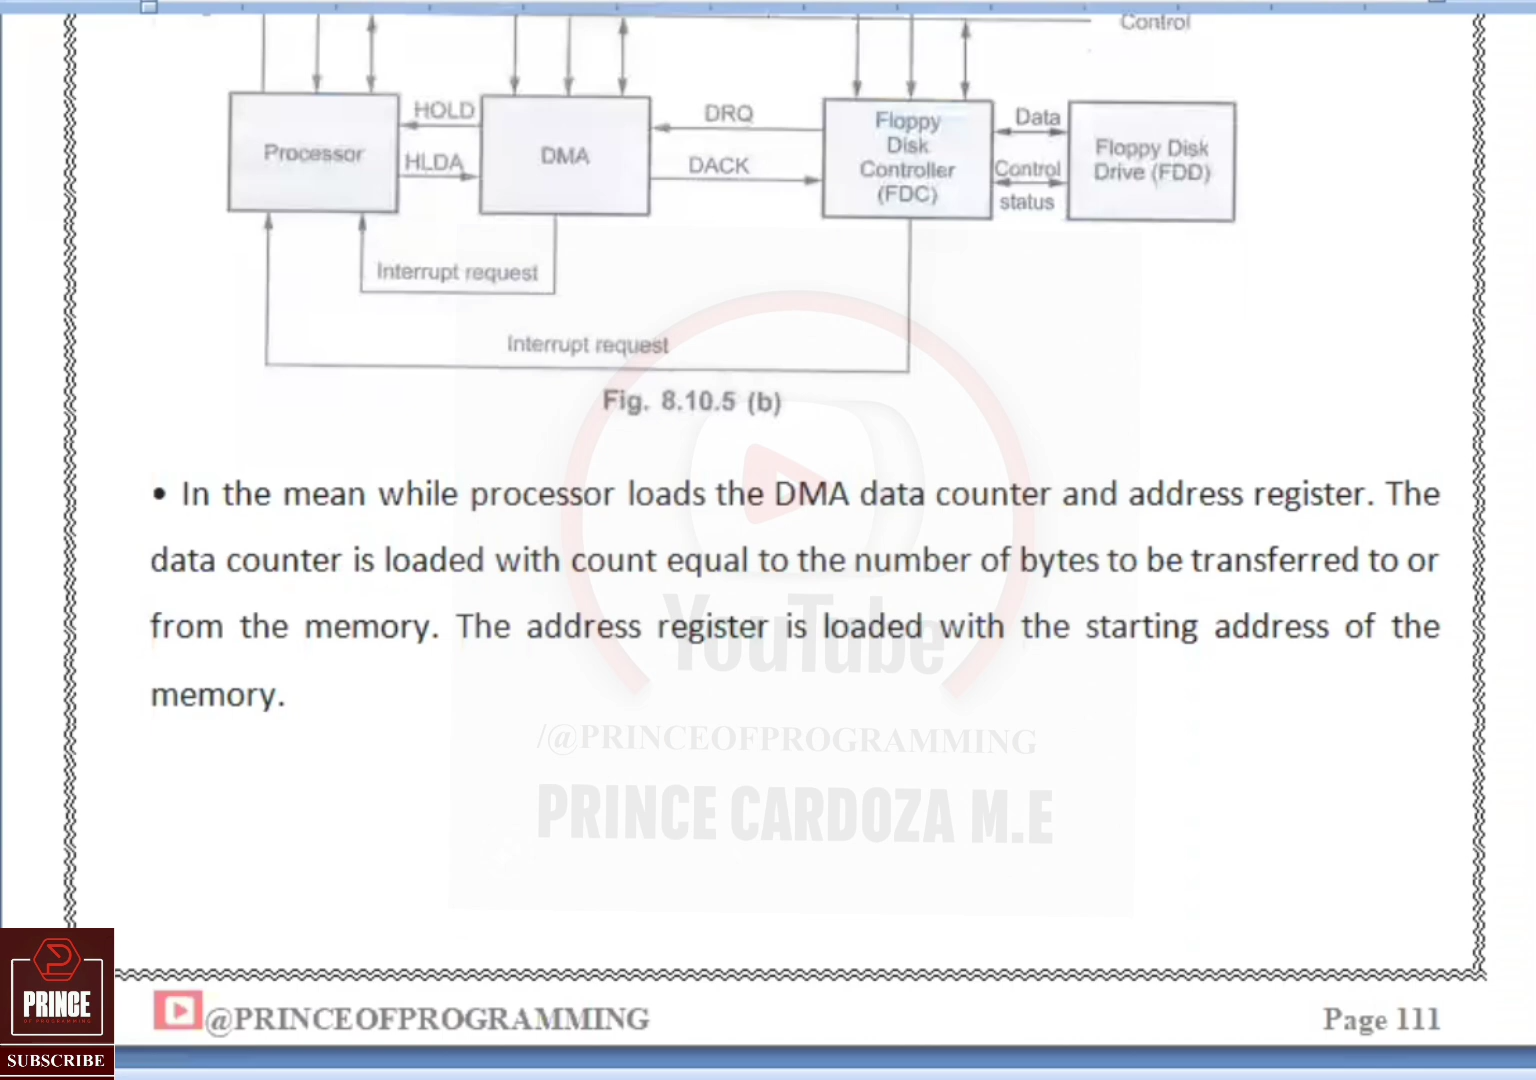 Control
HOLD
DRQ
Data
Processor
HLDA
DMA
DACK
Floppy
Disk
Controller
(FDC)
Control
status
Floppy Disk
Drive (FDD)
Interrupt request
Interrupt request
Fig. 8.10.5 (b)
• In the mean while processor loads the DMA data counter and address register. The
data counter is loaded with count equal to the number of bytes to be transferred to or
from the memory. The address register is loaded with the starting address of the
memory.
YouTube
/@PRINCEOFPROGRAMMING
PRINCE CARDOZA M.E
PRINCE
OF PROGRAMMING
SUBSCRIBE
@PRINCEOFPROGRAMMING
Page 111